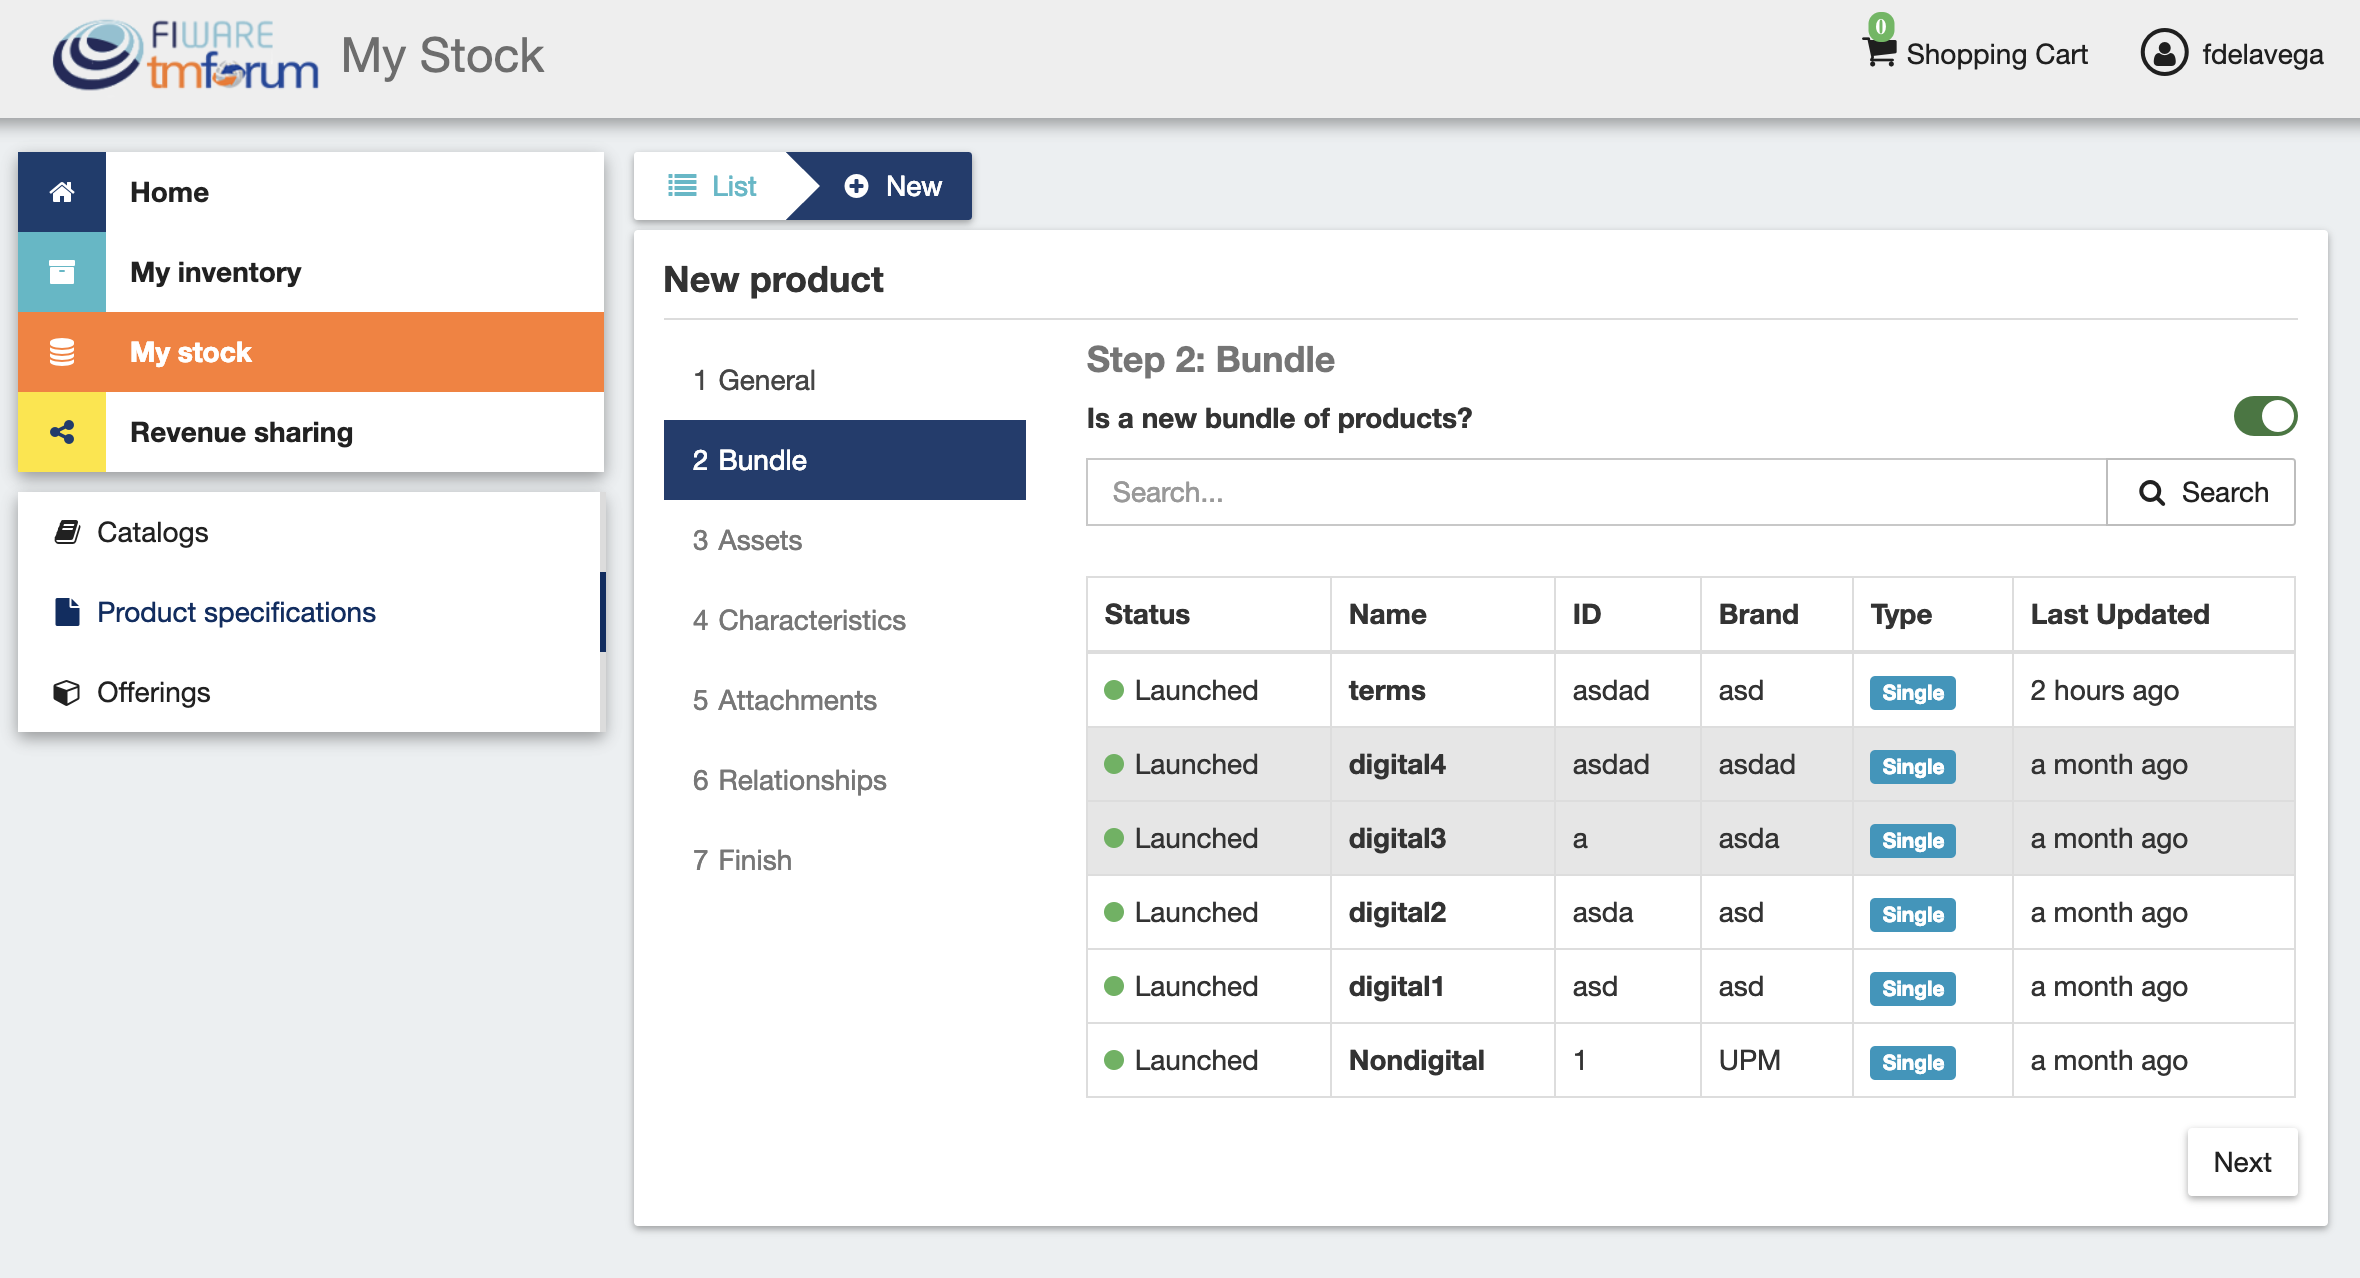 FIWARE
tmforum
My Stock
0
Shopping Cart
fdelavega
Home
My inventory
My stock
Revenue sharing
Catalogs
Product specifications
Offerings
List
New
New product
1 General
2 Bundle
3 Assets
4 Characteristics
5 Attachments
6 Relationships
7 Finish
Step 2: Bundle
Is a new bundle of products?
Search...
Search
Status Name ID Brand Type Last Updated
Launched terms asdad asd Single 2 hours ago
Launched digital4 asdad asdad Single a month ago
Launched digital3 a asda Single a month ago
Launched digital2 asda asd Single a month ago
Launched digital1 asd asd Single a month ago
Launched Nondigital 1 UPM Single a month ago
Next